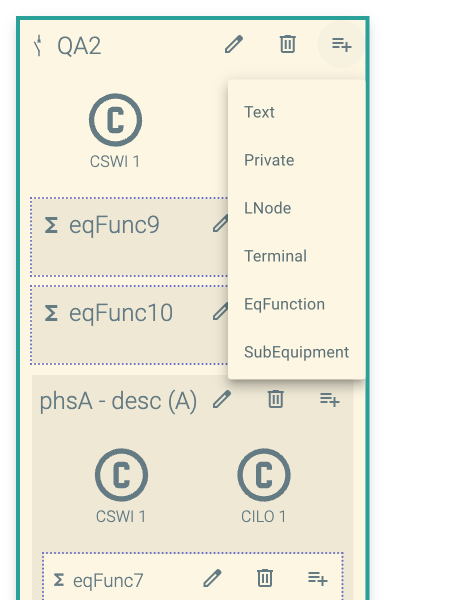 QA2
CSWI 1
Text
Private
LNode
Terminal
EqFunction
SubEquipment
Σ eqFunc9
Σ eqFunc10
phsA - desc (A)
C C
CSWI 1 CILO 1
Σ eqFunc7